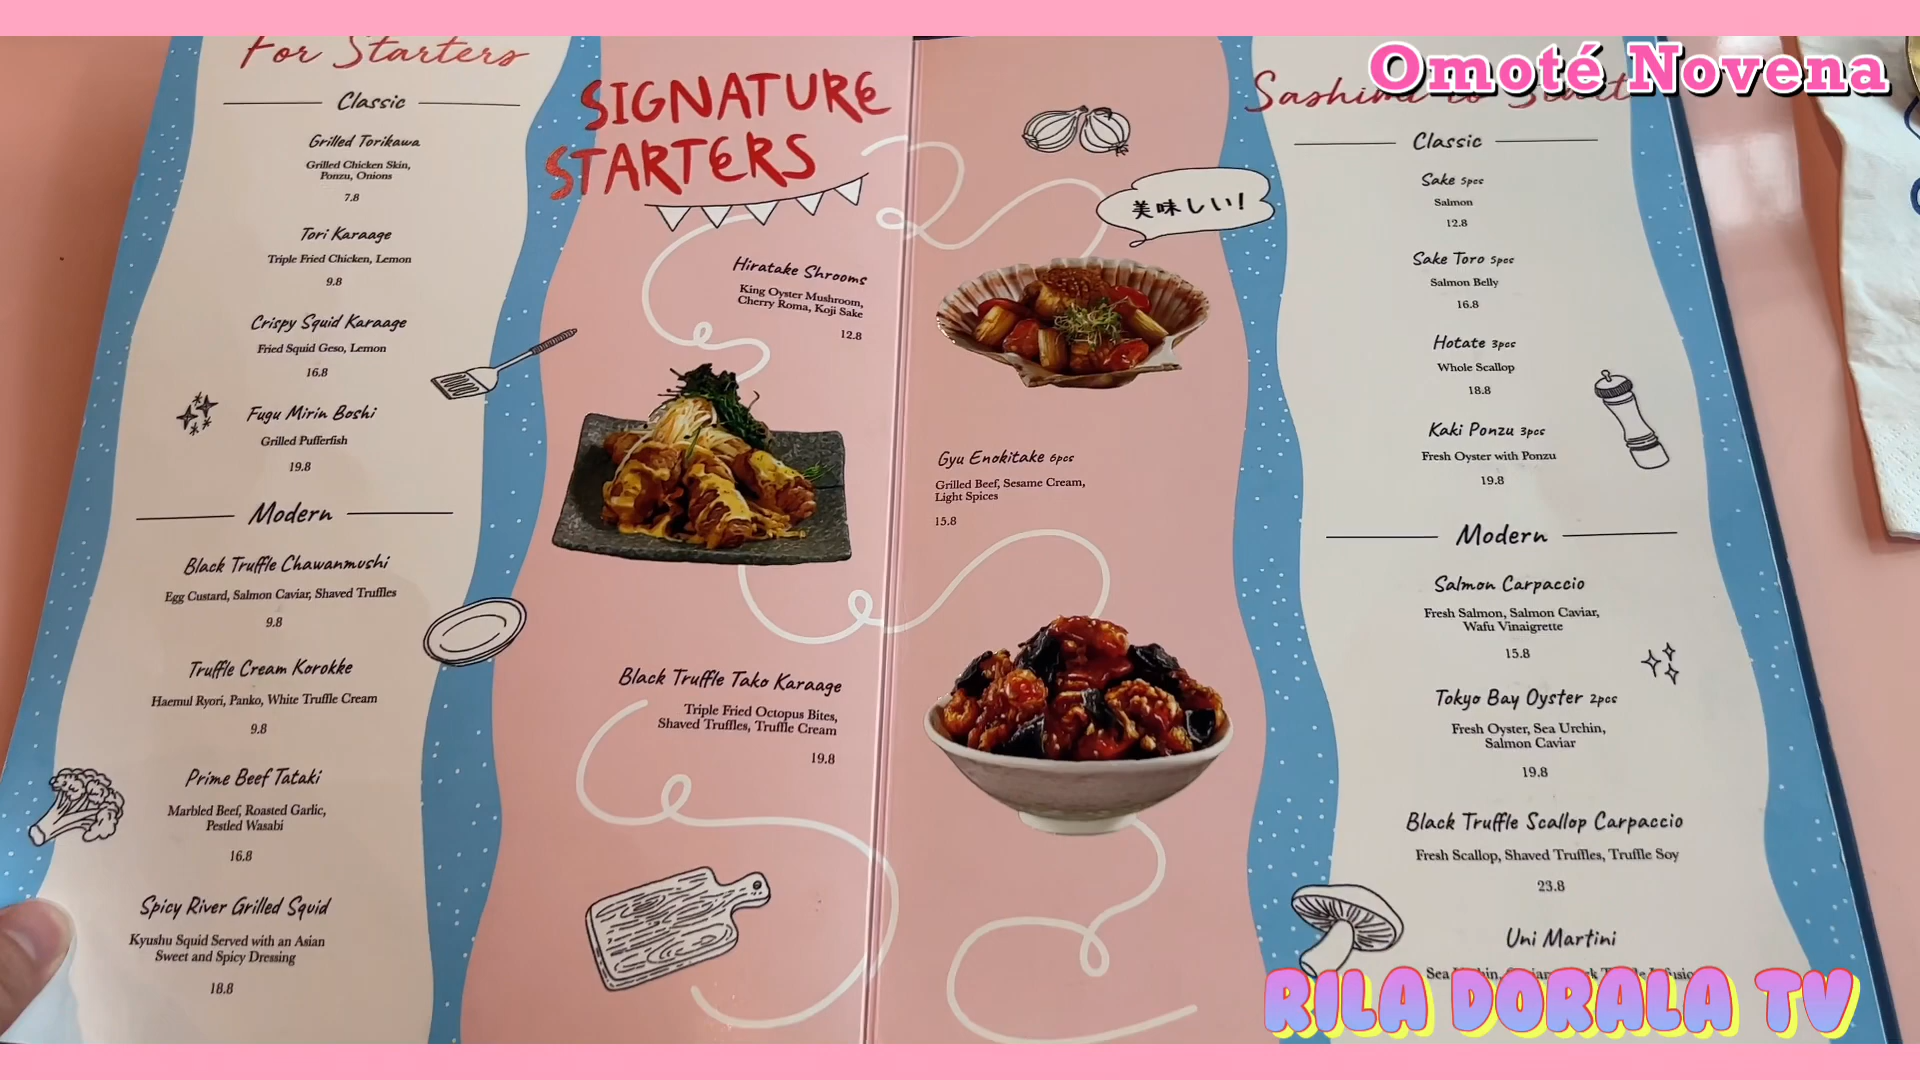 Omoté Novena
For Starters
Classic
Grilled Torikawa
Grilled Chicken Skin,
Ponzu, Onions
7.8
Tori Karaage
Triple Fried Chicken, Lemon
9.8
Crispy Squid Karaage
Fried Squid Geso, Lemon
16.8
Fugu Mirin Boshi
Grilled Pufferfish
19.8
Modern
Black Truffle Chawanmushi
Egg Custard, Salmon Caviar, Shaved Truffles
9.8
Truffle Cream Korokke
Haemul Ryori, Panko, White Truffle Cream
9.8
Prime Beef Tataki
Marbled Beef, Roasted Garlic,
Pestled Wasabi
16.8
Spicy River Grilled Squid
Kyushu Squid Served with an Asian
Sweet and Spicy Dressing
18.8
SIGNATURE
STARTERS
Hiratake Shrooms
King Oyster Mushroom,
Cherry Roma, Koji Sake
12.8
Black Truffle Tako Karaage
Triple Fried Octopus Bites,
Shaved Truffles, Truffle Cream
19.8
美味しい!
Gyu Enokitake 6pcs
Grilled Beef, Sesame Cream,
Light Spices
15.8
Sashimi to Start
Classic
Sake 5pcs
Salmon
12.8
Sake Toro 5pcs
Salmon Belly
16.8
Hotate 3pcs
Whole Scallop
18.8
Kaki Ponzu 3pcs
Fresh Oyster with Ponzu
19.8
Modern
Salmon Carpaccio
Fresh Salmon, Salmon Caviar,
Wafu Vinaigrette
15.8
Tokyo Bay Oyster 2pcs
Fresh Oyster, Sea Urchin,
Salmon Caviar
19.8
Black Truffle Scallop Carpaccio
Fresh Scallop, Shaved Truffles, Truffle Soy
23.8
Uni Martini
Sea
RILA DORALA TV